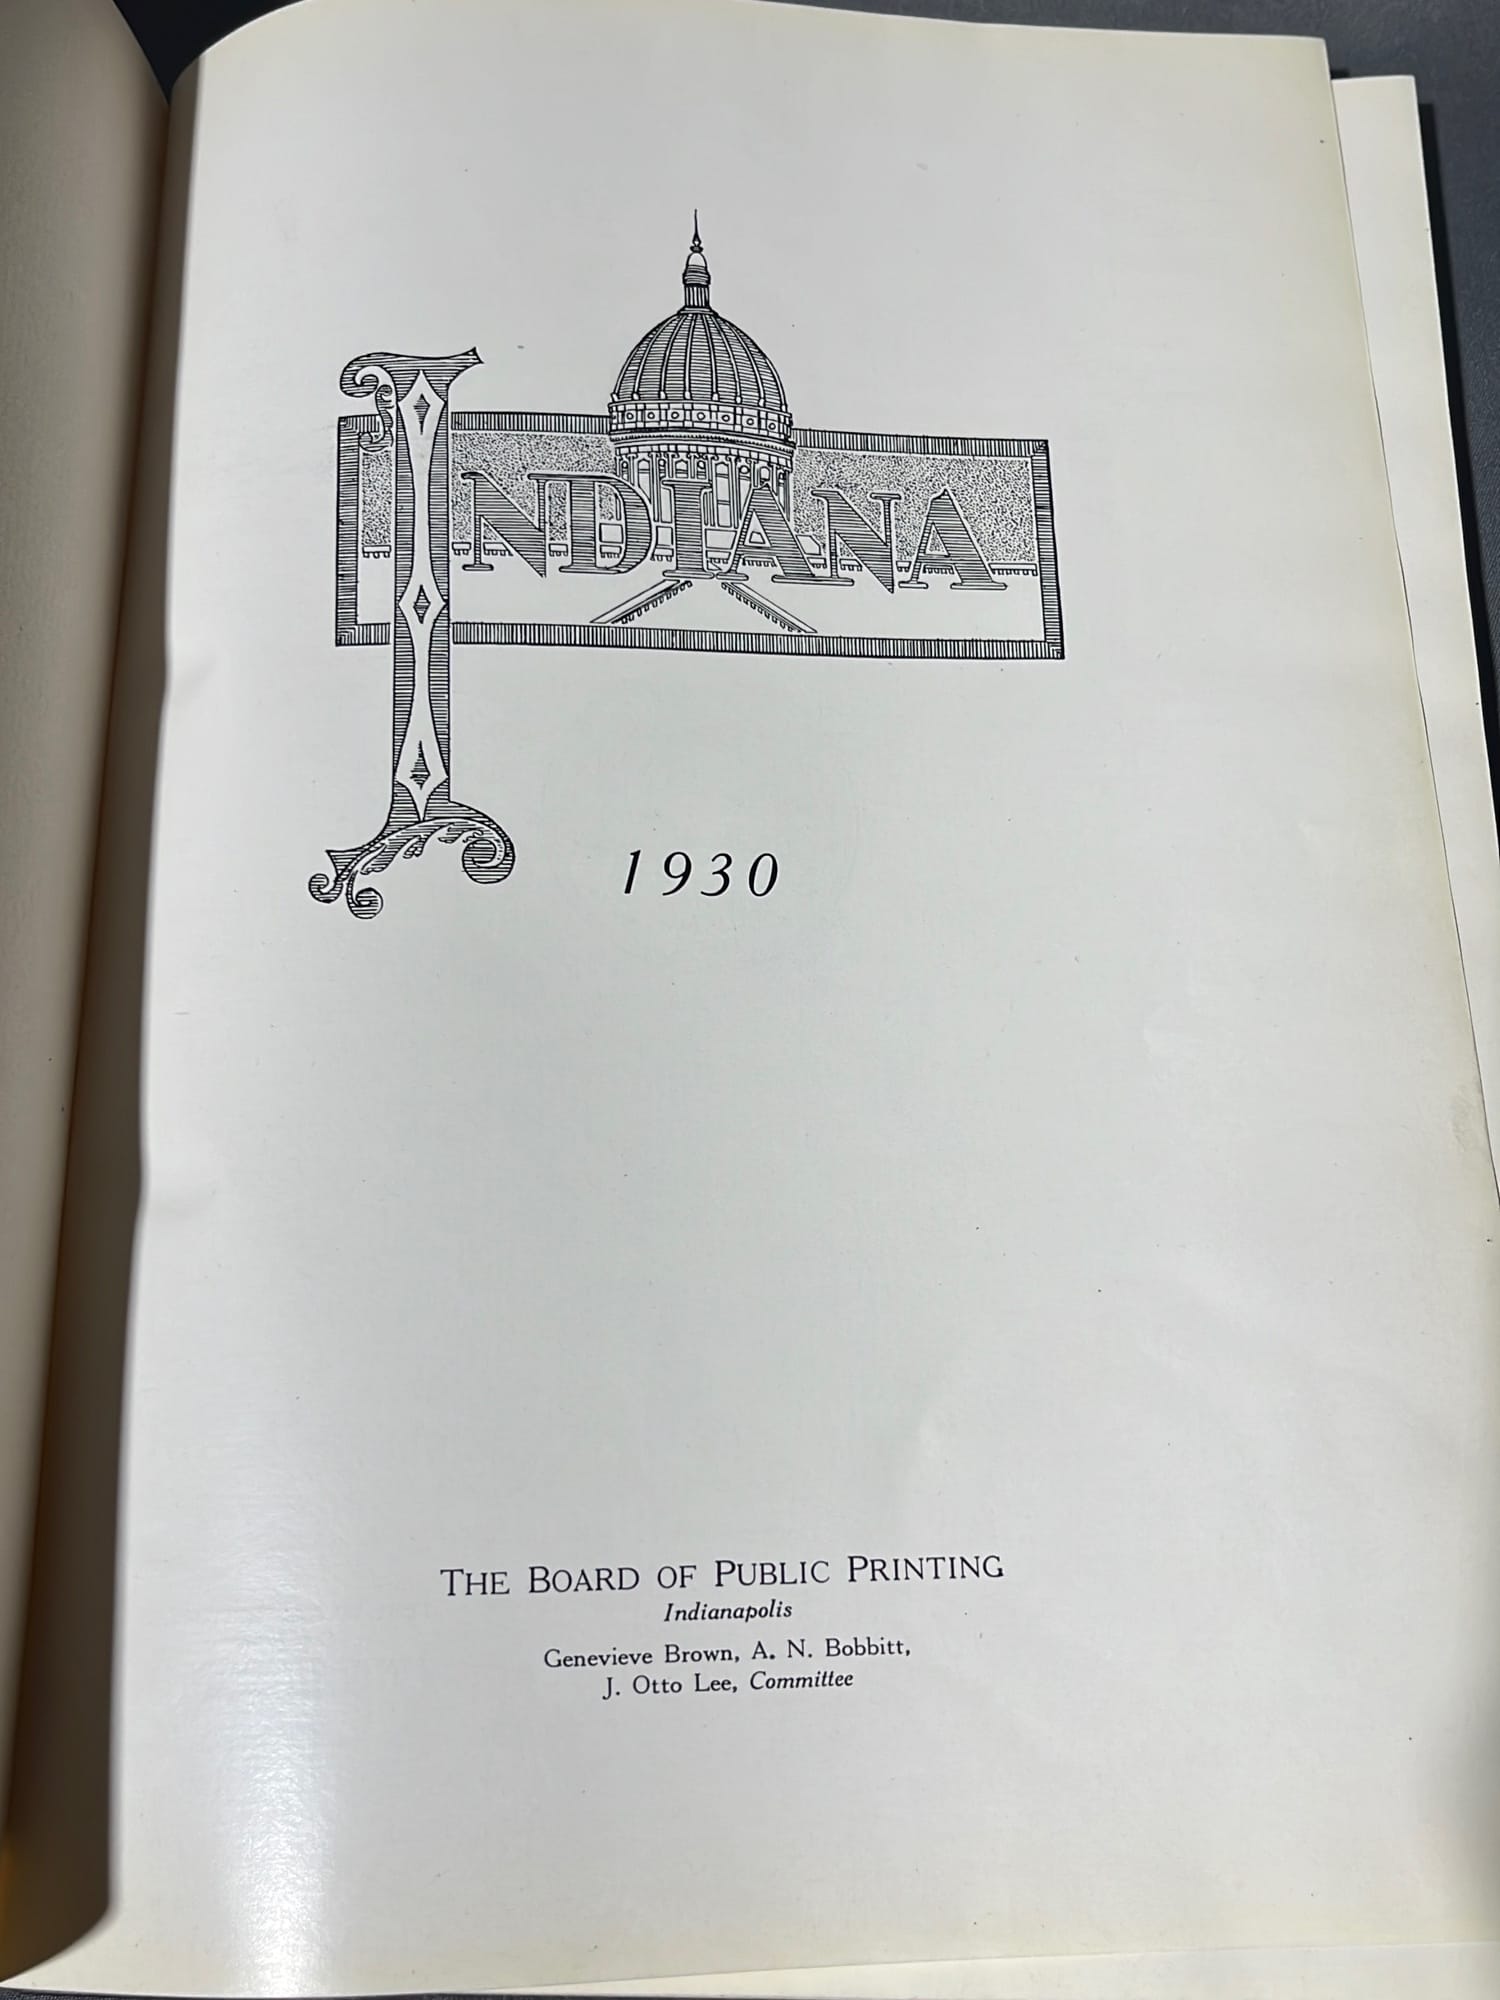 INDIANA
1930
THE BOARD OF PUBLIC PRINTING
Indianapolis
Genevieve Brown, A. N. Bobbitt,
J. Otto Lee, Committee